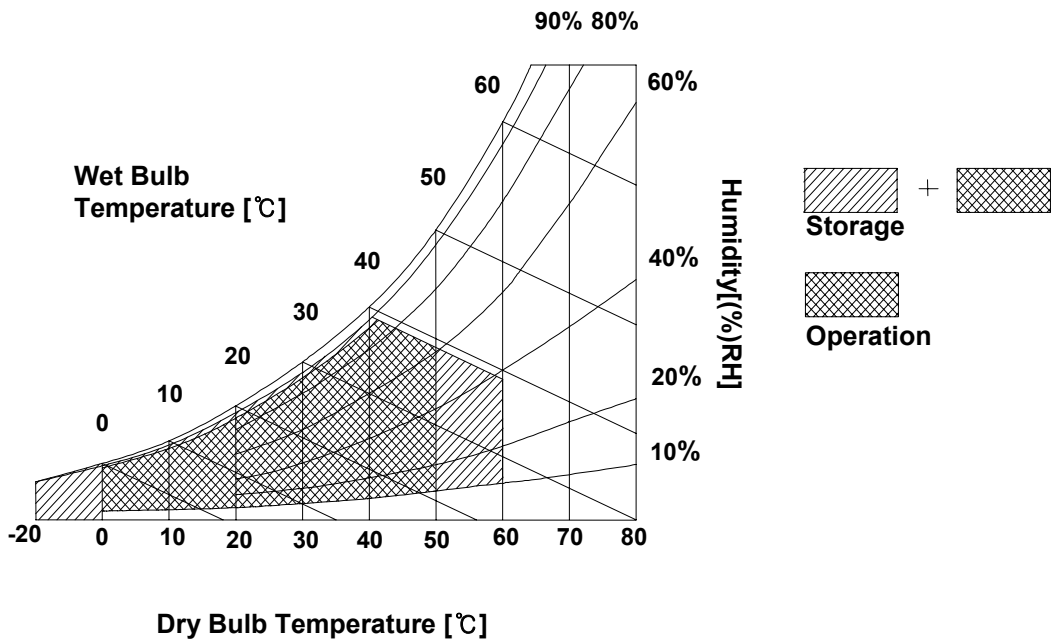 90% 80%
60
60%
Wet Bulb
Temperature [℃]
50
Humidity[(%)RH]
+
Storage
40
40%
30
Operation
20
20%
10
10%
0
-20 0 10 20 30 40 50 60 70 80
Dry Bulb Temperature [℃]